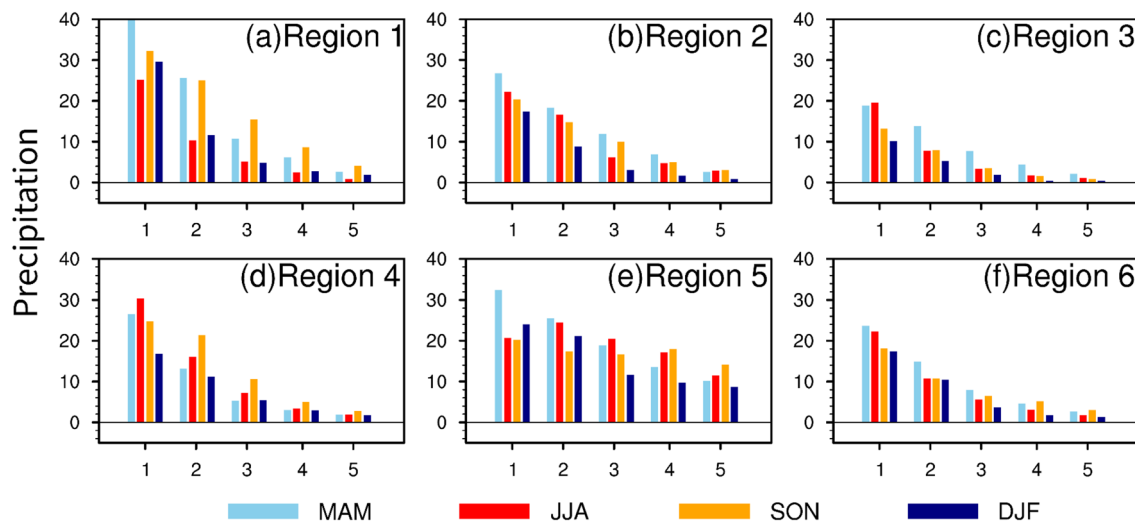 Precipitation
(a)Region 1
40
30
20
10
0
1 2 3 4 5
(b)Region 2
40
30
20
10
0
1 2 3 4 5
(c)Region 3
40
30
20
10
0
1 2 3 4 5
(d)Region 4
40
30
20
10
0
1 2 3 4 5
(e)Region 5
40
30
20
10
0
1 2 3 4 5
(f)Region 6
40
30
20
10
0
1 2 3 4 5
MAM JJA SON DJF